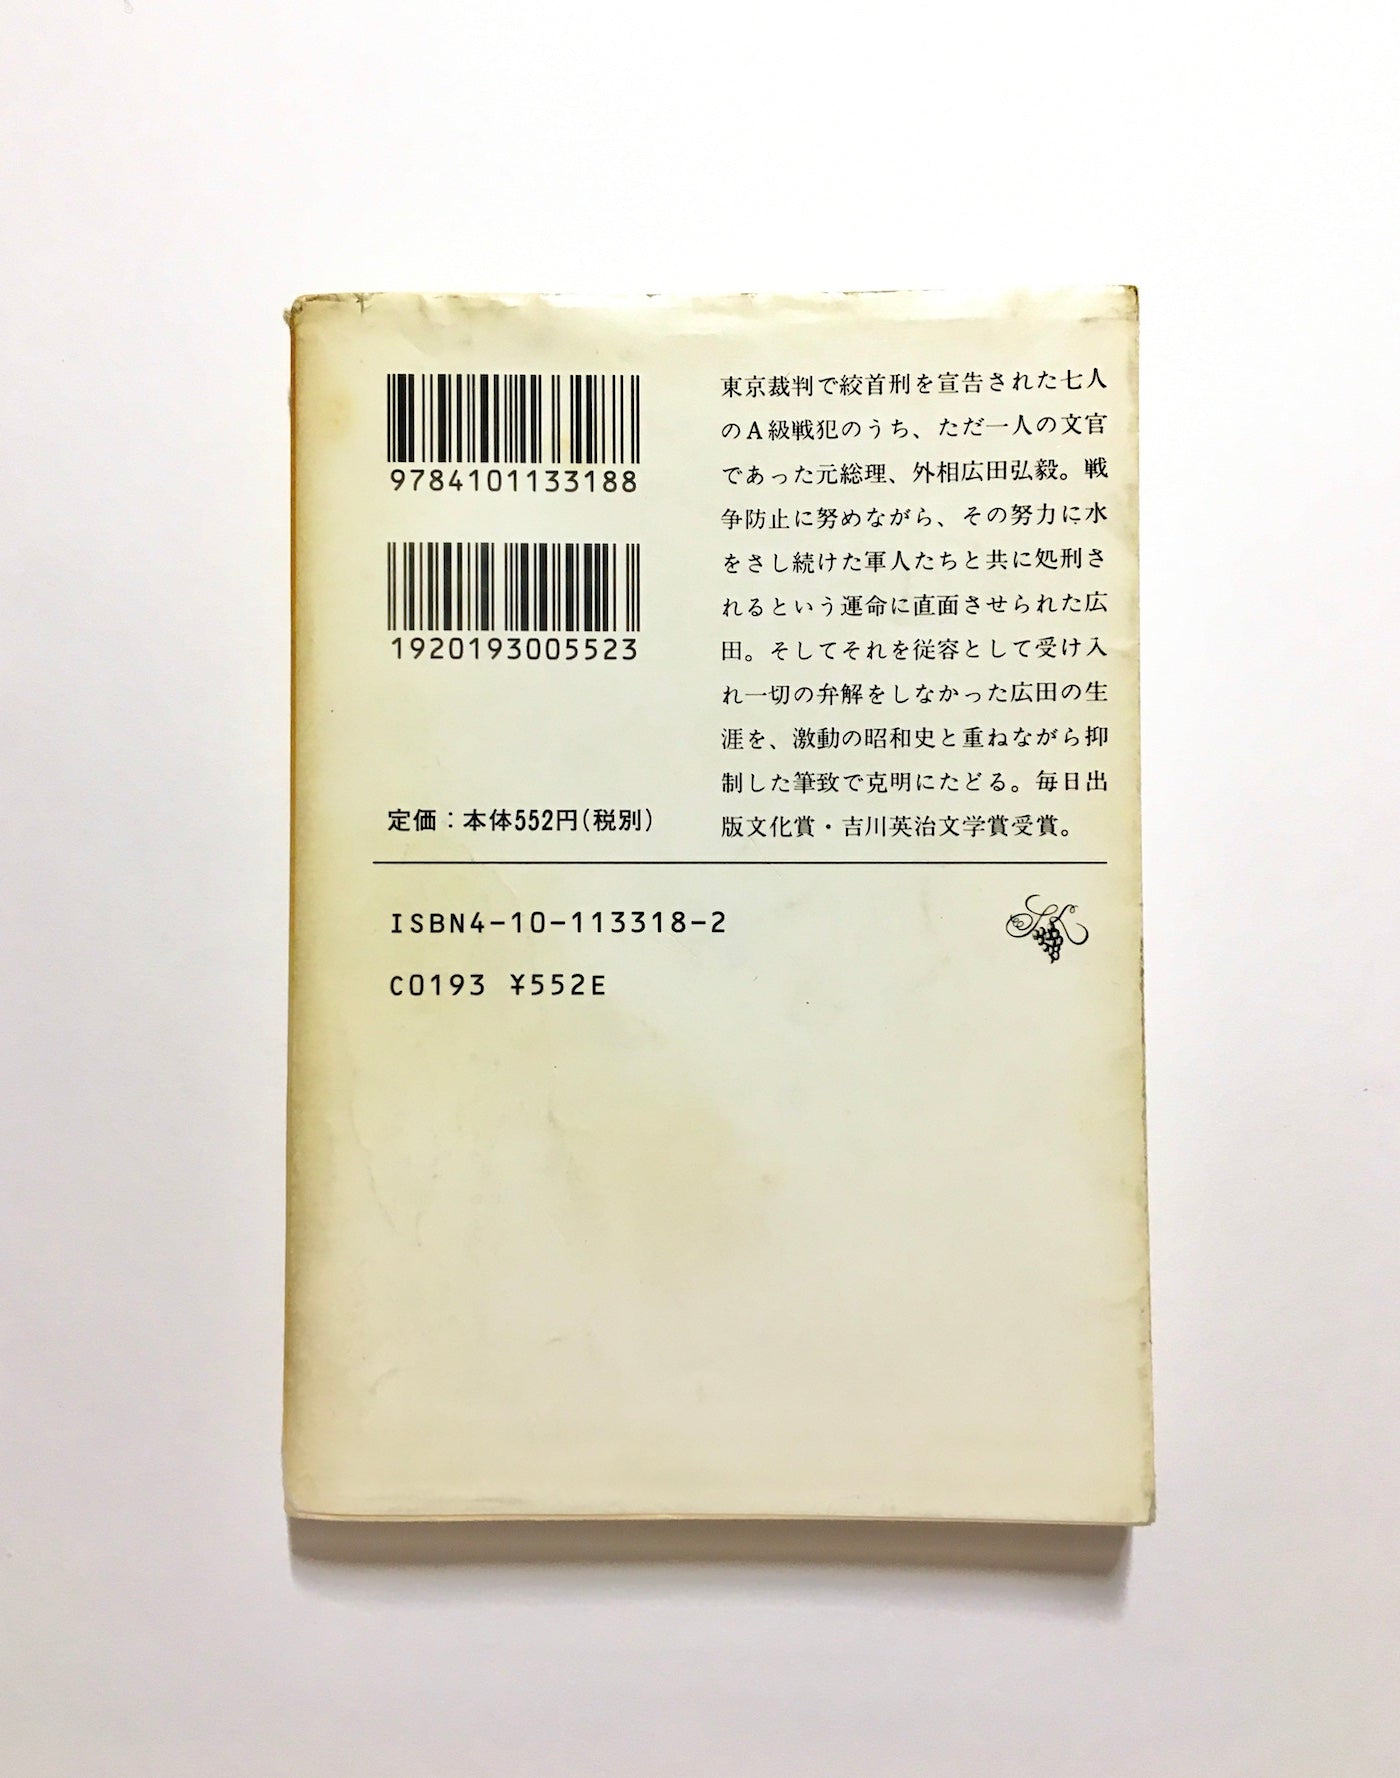 9784101133188
1920193005523
定価：本体552円(税別)
東京裁判で絞首刑を宣告された七人
のA級戦犯のうち、ただ一人の文官
であった元総理、外相広田弘毅。戦
争防止に努めながら、その努力に水
をさし続けた軍人たちと共に処刑さ
れるという運命に直面させられた広
田。そしてそれを従容として受け入
れ一切の弁解をしなかった広田の生
涯を、激動の昭和史と重ねながら抑
制した筆致で克明にたどる。毎日出
版文化賞・吉川英治文学賞受賞。
ISBN4-10-113318-2
C0193 ¥552E
SK